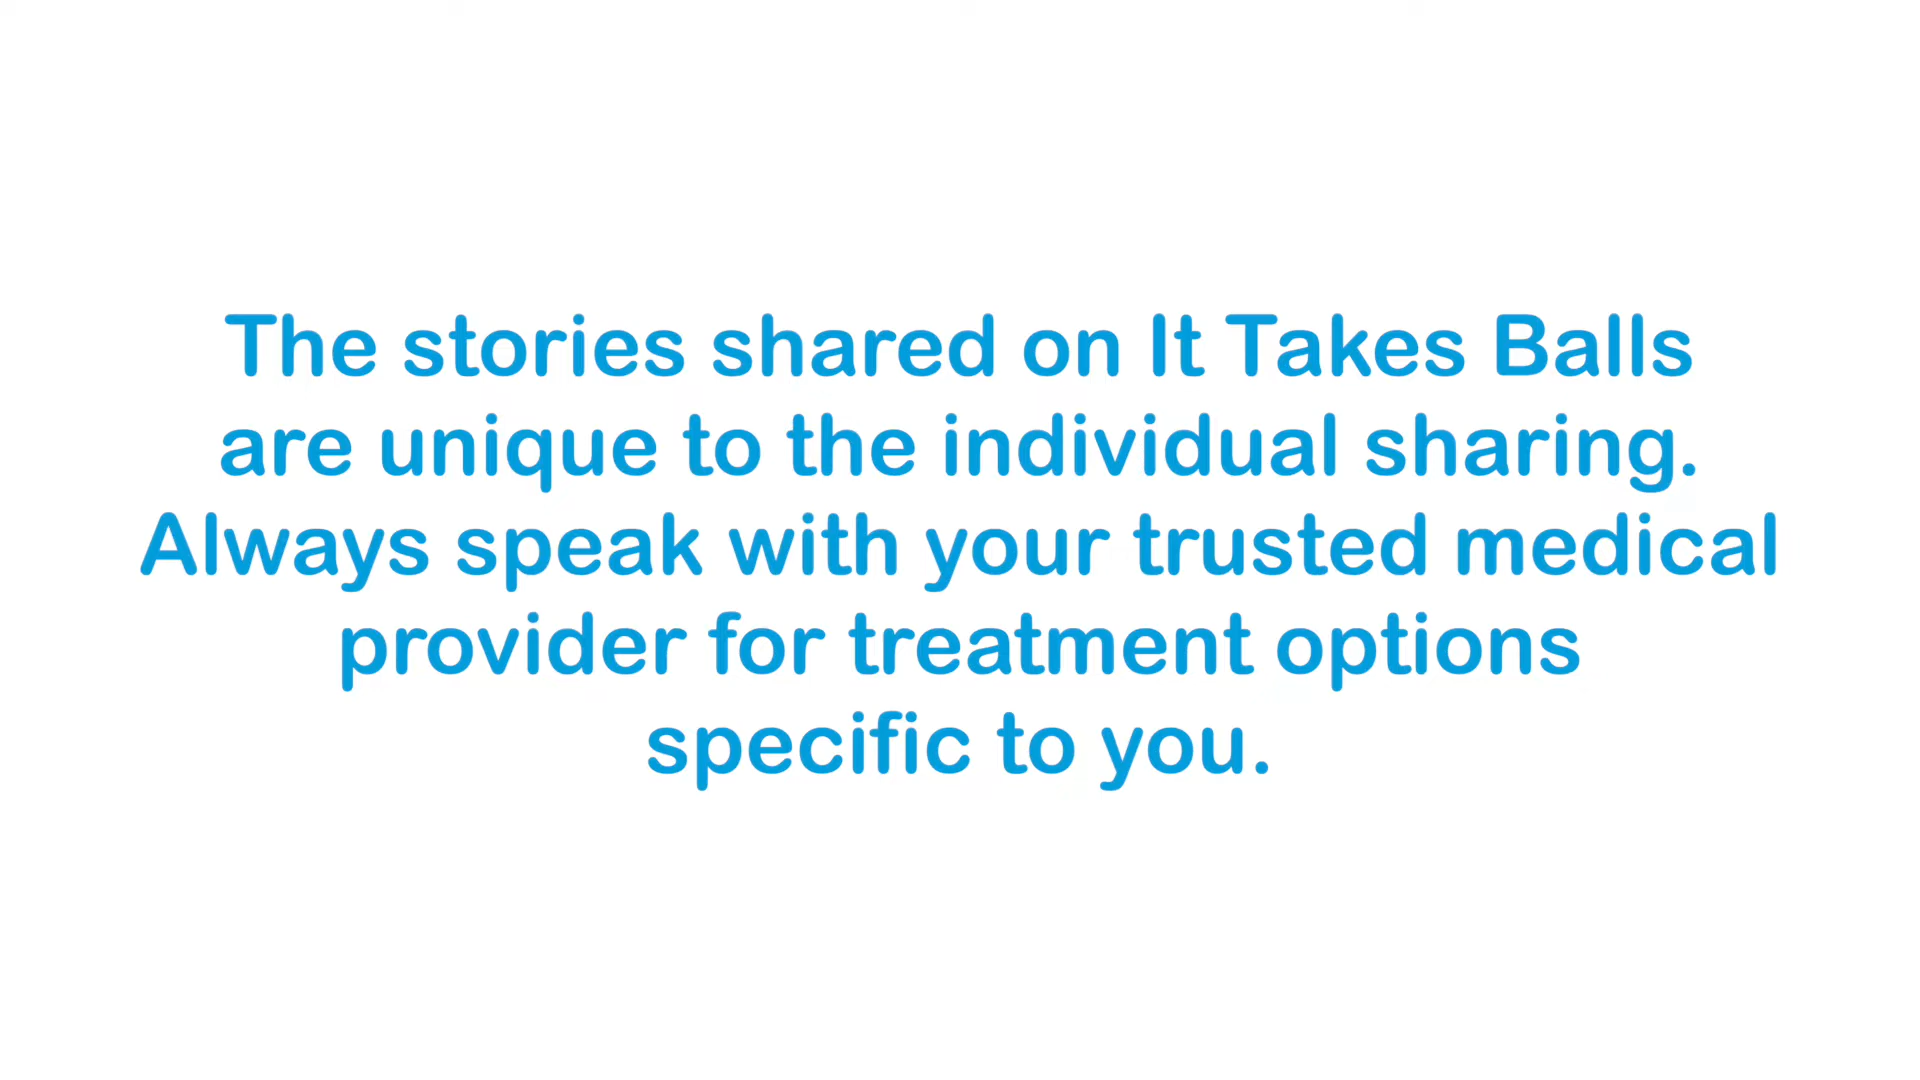 The stories shared on It Takes Balls
are unique to the individual sharing.
Always speak with your trusted medical
provider for treatment options
specific to you.